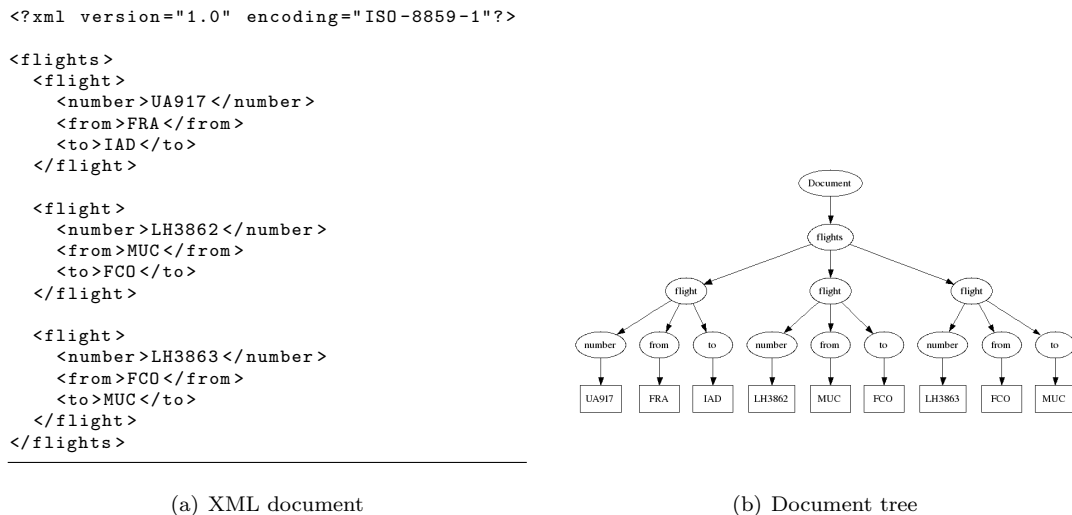 <?xml version="1.0" encoding="ISO-8859-1"?>
<flights>
<flight>
<number>UA917</number>
<from>FRA</from>
<to>IAD</to>
</flight>
<flight>
<number>LH3862</number>
<from>MUC</from>
<to>FCO</to>
</flight>
<flight>
<number>LH3863</number>
<from>FCO</from>
<to>MUC</to>
</flight>
</flights>
(a) XML document
Document
flights
flight flight flight
number from to number from to number from to
UA917 FRA IAD LH3862 MUC FCO LH3863 FCO MUC
(b) Document tree